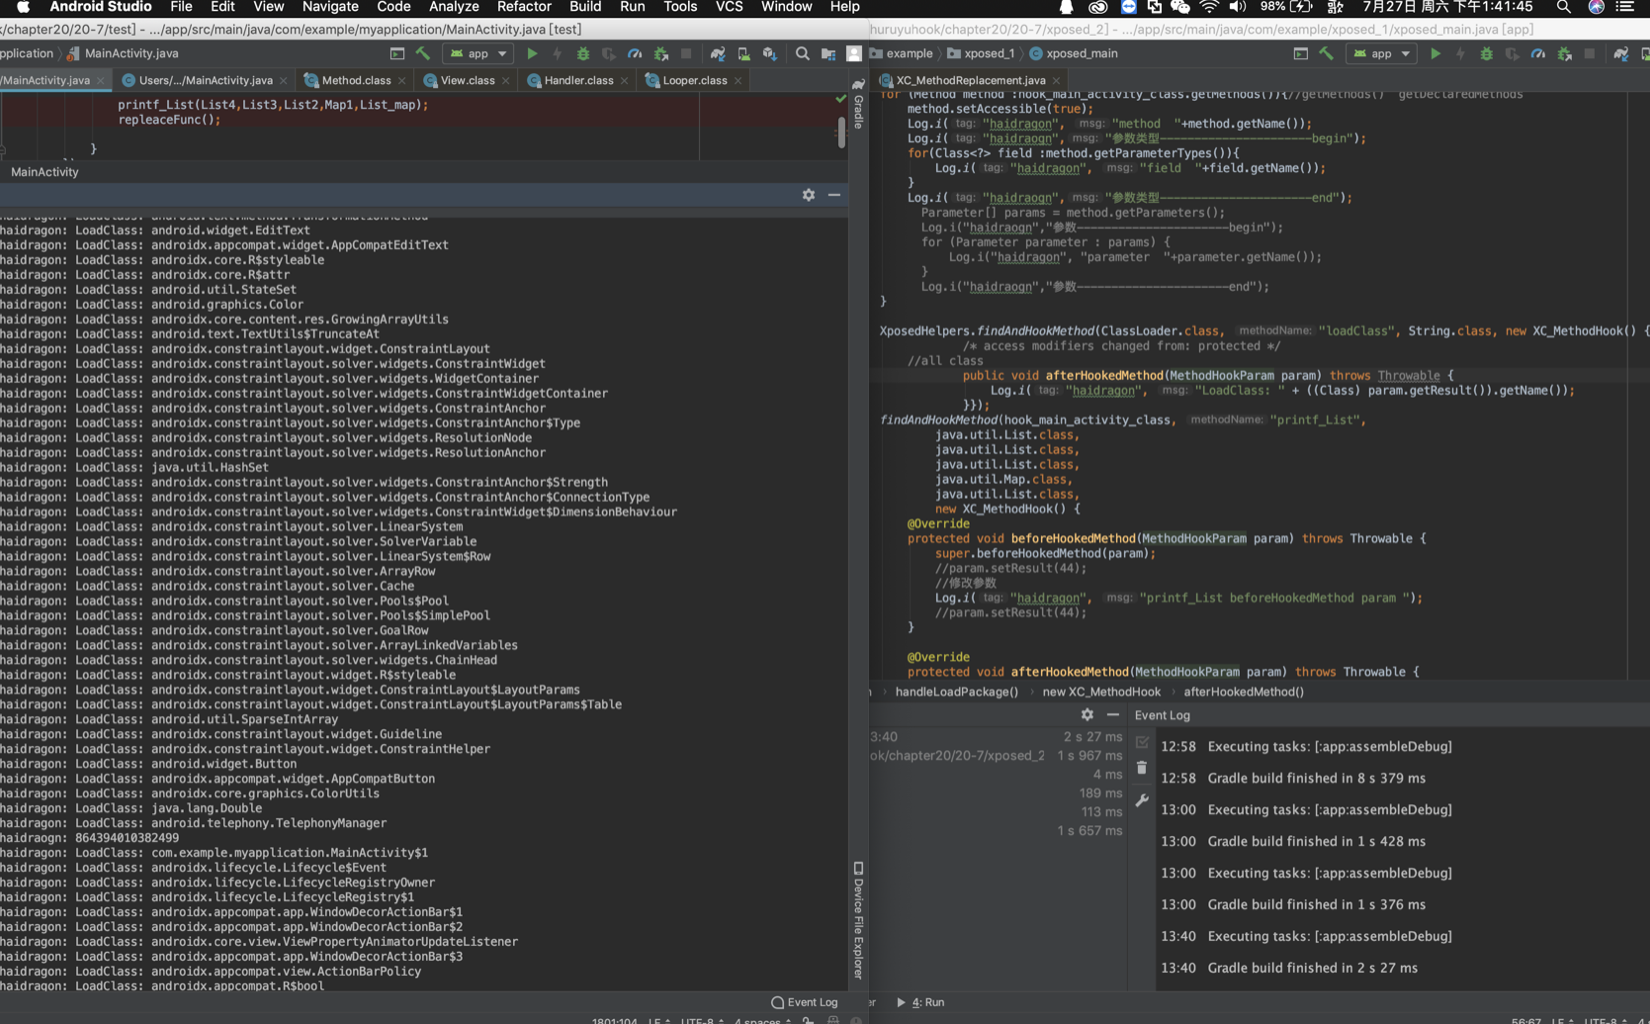 Android Studio File Edit View Navigate Code Analyze Refactor Build Run Tools VCS Window Help 98% 7月27日 周六 下午1:41:45
k/chapter20/20-7/test] - .../app/src/main/java/com/example/myapplication/MainActivity.java [test]
pplication MainActivity.java app
/MainActivity.java Users/.../MainActivity.java Method.class View.class Handler.class Looper.class
printf_List(List4,List3,List2,Map1,List_map);
repleaceFunc();
}
MainActivity
haidragon: LoadClass: android.text.method.TransformationMethod
haidragon: LoadClass: android.widget.EditText
haidragon: LoadClass: androidx.appcompat.widget.AppCompatEditText
haidragon: LoadClass: androidx.core.R$styleable
haidragon: LoadClass: androidx.core.R$attr
haidragon: LoadClass: android.util.StateSet
haidragon: LoadClass: android.graphics.Color
haidragon: LoadClass: androidx.core.content.res.GrowingArrayUtils
haidragon: LoadClass: android.text.TextUtils$TruncateAt
haidragon: LoadClass: androidx.constraintlayout.widget.ConstraintLayout
haidragon: LoadClass: androidx.constraintlayout.solver.widgets.ConstraintWidget
haidragon: LoadClass: androidx.constraintlayout.solver.widgets.WidgetContainer
haidragon: LoadClass: androidx.constraintlayout.solver.widgets.ConstraintWidgetContainer
haidragon: LoadClass: androidx.constraintlayout.solver.widgets.ConstraintAnchor
haidragon: LoadClass: androidx.constraintlayout.solver.widgets.ConstraintAnchor$Type
haidragon: LoadClass: androidx.constraintlayout.solver.widgets.ResolutionNode
haidragon: LoadClass: androidx.constraintlayout.solver.widgets.ResolutionAnchor
haidragon: LoadClass: java.util.HashSet
haidragon: LoadClass: androidx.constraintlayout.solver.widgets.ConstraintAnchor$Strength
haidragon: LoadClass: androidx.constraintlayout.solver.widgets.ConstraintAnchor$ConnectionType
haidragon: LoadClass: androidx.constraintlayout.solver.widgets.ConstraintWidget$DimensionBehaviour
haidragon: LoadClass: androidx.constraintlayout.solver.LinearSystem
haidragon: LoadClass: androidx.constraintlayout.solver.SolverVariable
haidragon: LoadClass: androidx.constraintlayout.solver.LinearSystem$Row
haidragon: LoadClass: androidx.constraintlayout.solver.ArrayRow
haidragon: LoadClass: androidx.constraintlayout.solver.Cache
haidragon: LoadClass: androidx.constraintlayout.solver.Pools$Pool
haidragon: LoadClass: androidx.constraintlayout.solver.Pools$SimplePool
haidragon: LoadClass: androidx.constraintlayout.solver.GoalRow
haidragon: LoadClass: androidx.constraintlayout.solver.ArrayLinkedVariables
haidragon: LoadClass: androidx.constraintlayout.solver.widgets.ChainHead
haidragon: LoadClass: androidx.constraintlayout.widget.R$styleable
haidragon: LoadClass: androidx.constraintlayout.widget.ConstraintLayout$LayoutParams
haidragon: LoadClass: androidx.constraintlayout.widget.ConstraintLayout$LayoutParams$Table
haidragon: LoadClass: android.util.SparseIntArray
haidragon: LoadClass: androidx.constraintlayout.widget.Guideline
haidragon: LoadClass: androidx.constraintlayout.widget.ConstraintHelper
haidragon: LoadClass: android.widget.Button
haidragon: LoadClass: androidx.appcompat.widget.AppCompatButton
haidragon: LoadClass: androidx.core.graphics.ColorUtils
haidragon: LoadClass: java.lang.Double
haidragon: LoadClass: android.telephony.TelephonyManager
haidraogn: 864394010382499
haidragon: LoadClass: com.example.myapplication.MainActivity$1
haidragon: LoadClass: androidx.lifecycle.Lifecycle$Event
haidragon: LoadClass: androidx.lifecycle.LifecycleRegistryOwner
haidragon: LoadClass: androidx.lifecycle.LifecycleRegistry$1
haidragon: LoadClass: androidx.appcompat.app.WindowDecorActionBar$1
haidragon: LoadClass: androidx.appcompat.app.WindowDecorActionBar$2
haidragon: LoadClass: androidx.core.view.ViewPropertyAnimatorUpdateListener
haidragon: LoadClass: androidx.appcompat.app.WindowDecorActionBar$3
haidragon: LoadClass: androidx.appcompat.view.ActionBarPolicy
haidragon: LoadClass: androidx.appcompat.R$bool
Event Log
1801:104 LF UTF-8 4 spaces
Gradle
Device File Explorer
huruyuhook/chapter20/20-7/xposed_2] - .../app/src/main/java/com/example/xposed_1/xposed_main.java [app]
example xposed_1 xposed_main app
XC_MethodReplacement.java
for (Method method :hook_main_activity_class.getMethods()){//getMethods() getDeclaredMethods
method.setAccessible(true);
Log.i( tag: "haidragon", msg: "method  "+method.getName());
Log.i( tag: "haidraogn", msg: "参数类型----------------------begin");
for(Class<?> field :method.getParameterTypes()){
Log.i( tag: "haidragon", msg: "field  "+field.getName());
}
Log.i( tag: "haidraogn", msg: "参数类型----------------------end");
Parameter[] params = method.getParameters();
Log.i("haidraogn","参数----------------------begin");
for (Parameter parameter : params) {
Log.i("haidragon", "parameter  "+parameter.getName());
}
Log.i("haidraogn","参数----------------------end");
}
XposedHelpers.findAndHookMethod(ClassLoader.class, methodName: "loadClass", String.class, new XC_MethodHook() {
/* access modifiers changed from: protected */
//all class
public void afterHookedMethod(MethodHookParam param) throws Throwable {
Log.i( tag: "haidragon", msg: "LoadClass: " + ((Class) param.getResult()).getName());
}});
findAndHookMethod(hook_main_activity_class, methodName: "printf_List",
java.util.List.class,
java.util.List.class,
java.util.List.class,
java.util.Map.class,
java.util.List.class,
new XC_MethodHook() {
@Override
protected void beforeHookedMethod(MethodHookParam param) throws Throwable {
super.beforeHookedMethod(param);
//param.setResult(44);
//修改参数
Log.i( tag: "haidragon", msg: "printf_List beforeHookedMethod param ");
//param.setResult(44);
}
@Override
protected void afterHookedMethod(MethodHookParam param) throws Throwable {
handleLoadPackage() new XC_MethodHook afterHookedMethod()
3:40 2 s 27 ms
ok/chapter20/20-7/xposed_2 1 s 967 ms
4 ms
189 ms
113 ms
1 s 657 ms
Event Log
12:58 Executing tasks: [:app:assembleDebug]
12:58 Gradle build finished in 8 s 379 ms
13:00 Executing tasks: [:app:assembleDebug]
13:00 Gradle build finished in 1 s 428 ms
13:00 Executing tasks: [:app:assembleDebug]
13:00 Gradle build finished in 1 s 376 ms
13:40 Executing tasks: [:app:assembleDebug]
13:40 Gradle build finished in 2 s 27 ms
er 4: Run
56:67 LF UTF-8 4